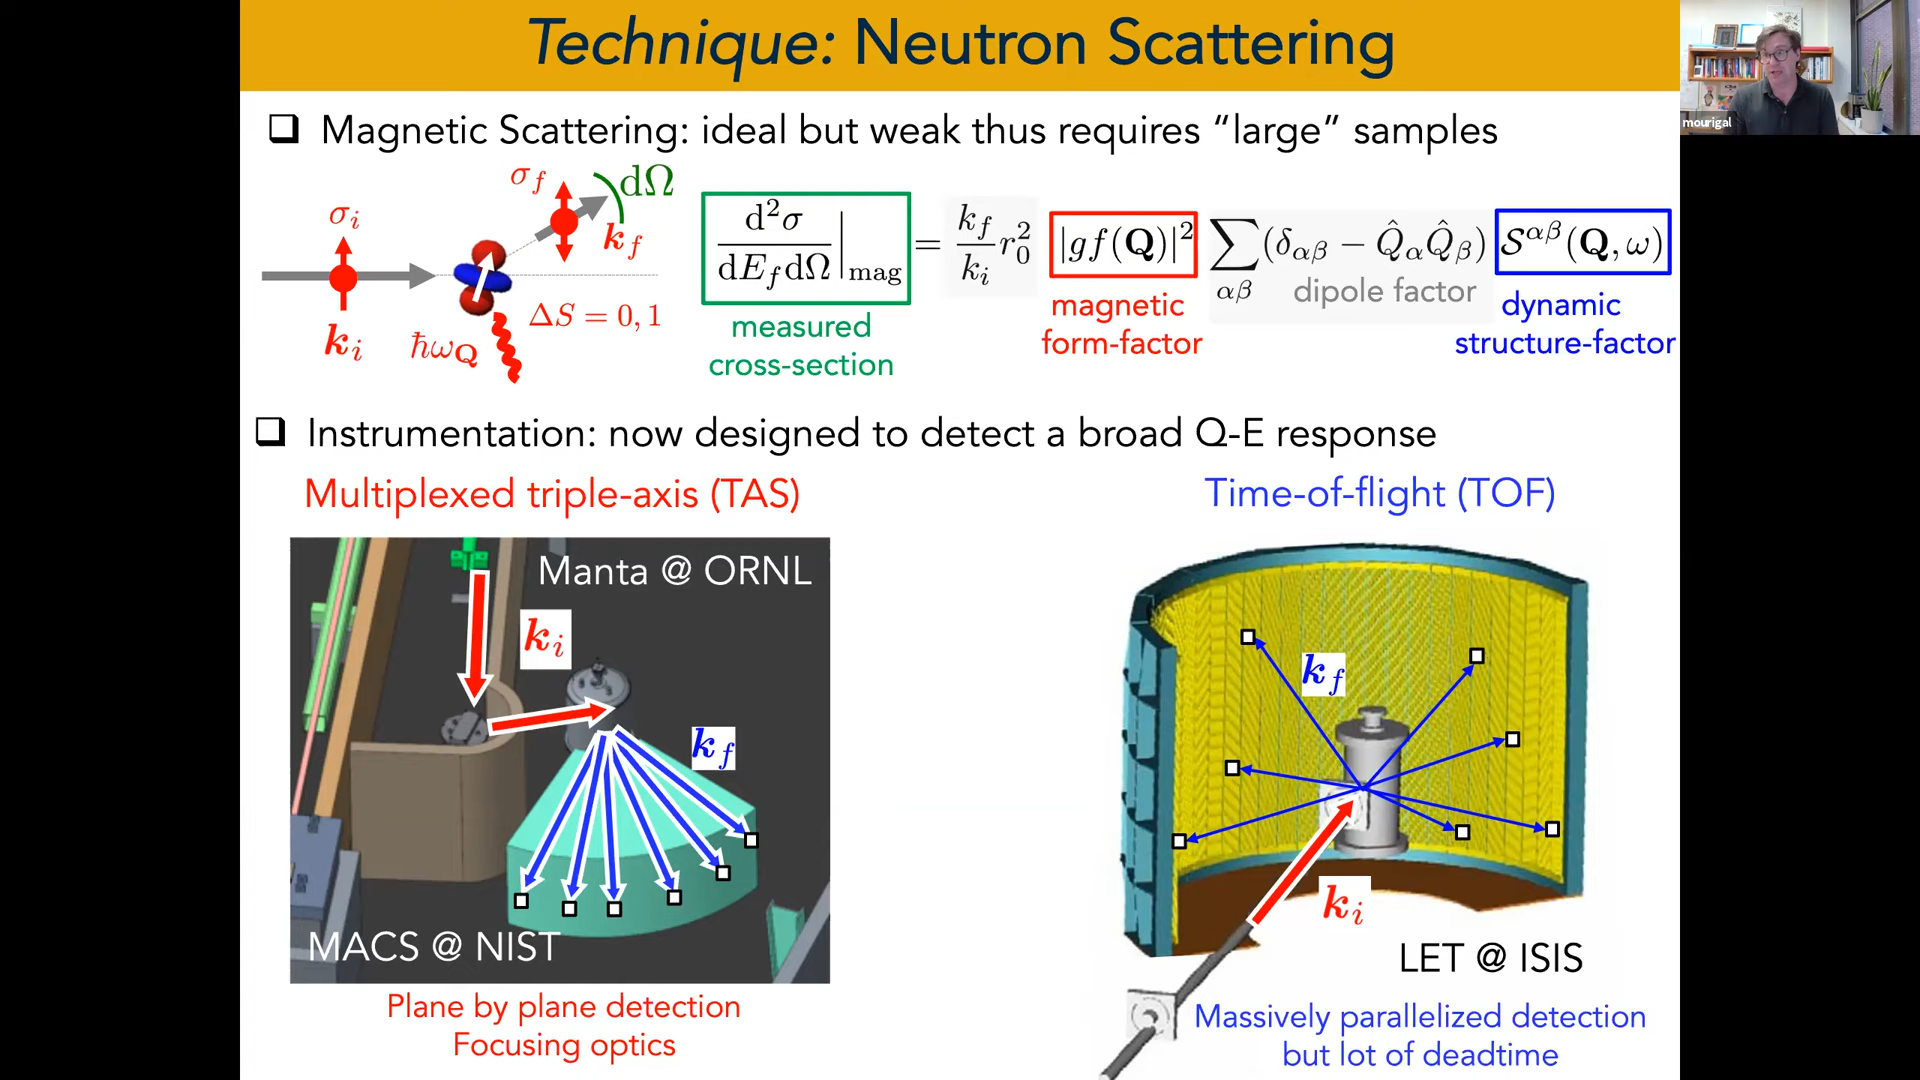 Technique: Neutron Scattering
mourigal
❑ Magnetic Scattering: ideal but weak thus requires “large” samples
σ_i
k_i
σ_f
dΩ
k_f
ħω_Q
ΔS = 0, 1
d²σ/dE_f dΩ |_mag = k_f/k_i r_0² |gf(Q)|² ∑_αβ (δ_αβ − Q̂_α Q̂_β) S^αβ(Q, ω)
measured
cross-section
magnetic
form-factor
dipole factor
dynamic
structure-factor
❑ Instrumentation: now designed to detect a broad Q-E response
Multiplexed triple-axis (TAS)
Manta @ ORNL
k_i
k_f
MACS @ NIST
Plane by plane detection
Focusing optics
Time-of-flight (TOF)
k_f
k_i
LET @ ISIS
Massively parallelized detection
but lot of deadtime